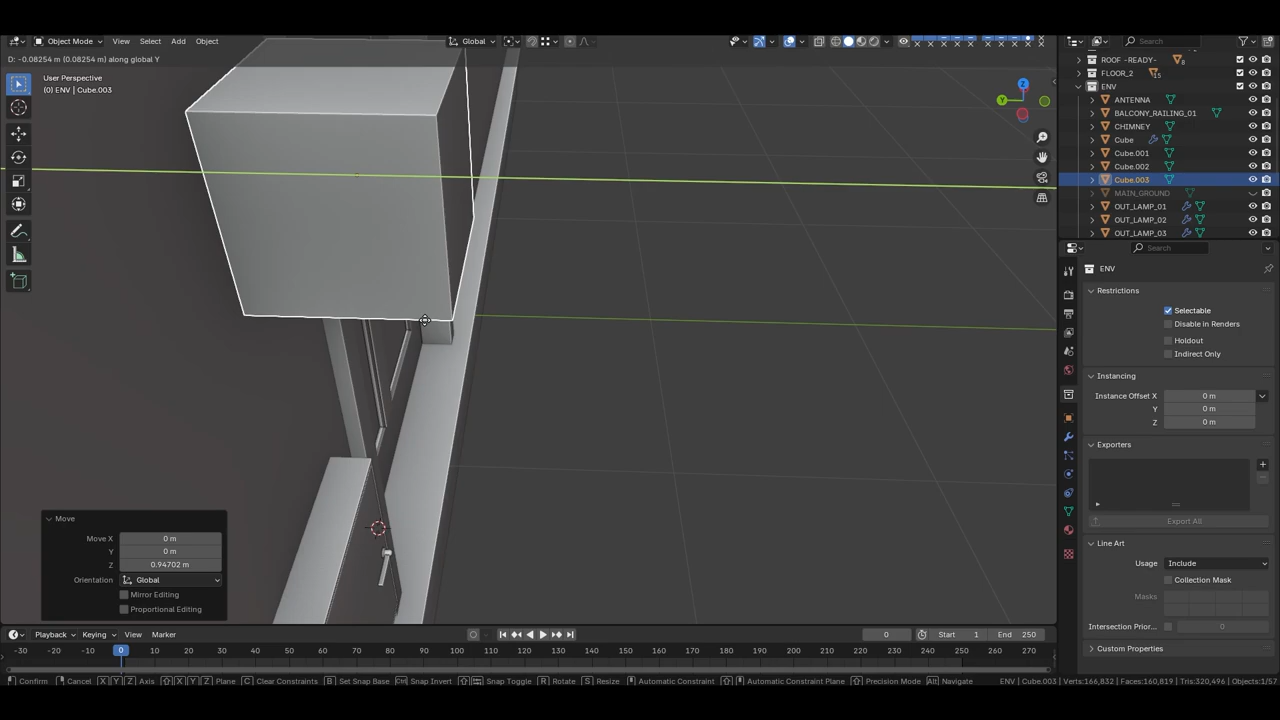 Object Mode View Select Add Object Global Search
D: -0.08254 m (0.08254 m) along global Y
User Perspective
(0) ENV | Cube.003
Z
Y
ROOF -READY- 8
FLOOR_2 15
ENV
ANTENNA
BALCONY_RAILING_01
CHIMNEY
Cube
Cube.001
Cube.002
Cube.003
MAIN_GROUND
OUT_LAMP_01
OUT_LAMP_02
OUT_LAMP_03
Search
ENV
Restrictions
Selectable
Disable in Renders
Holdout
Indirect Only
Instancing
Instance Offset X 0 m
Y 0 m
Z 0 m
Exporters
Export All
Line Art
Usage Include
Collection Mask
Masks
Intersection Prior... 0
Custom Properties
Move
Move X 0 m
Y 0 m
Z 0.94702 m
Orientation Global
Mirror Editing
Proportional Editing
Playback Keying View Marker 0 Start 1 End 250
-30 -20 -10 0 10 20 30 40 50 60 70 80 90 100 110 120 130 140 150 160 170 180 190 200 210 220 230 240 250 260 270
Confirm Cancel X Y Z Axis X Y Z Plane C Clear Constraints B Set Snap Base Ctrl Snap Invert Snap Toggle R Rotate S Resize Automatic Constraint Automatic Constraint Plane Precision Mode Alt Navigate ENV | Cube.003 | Verts:166,832 | Faces:160,819 | Tris:320,496 | Objects:1/57